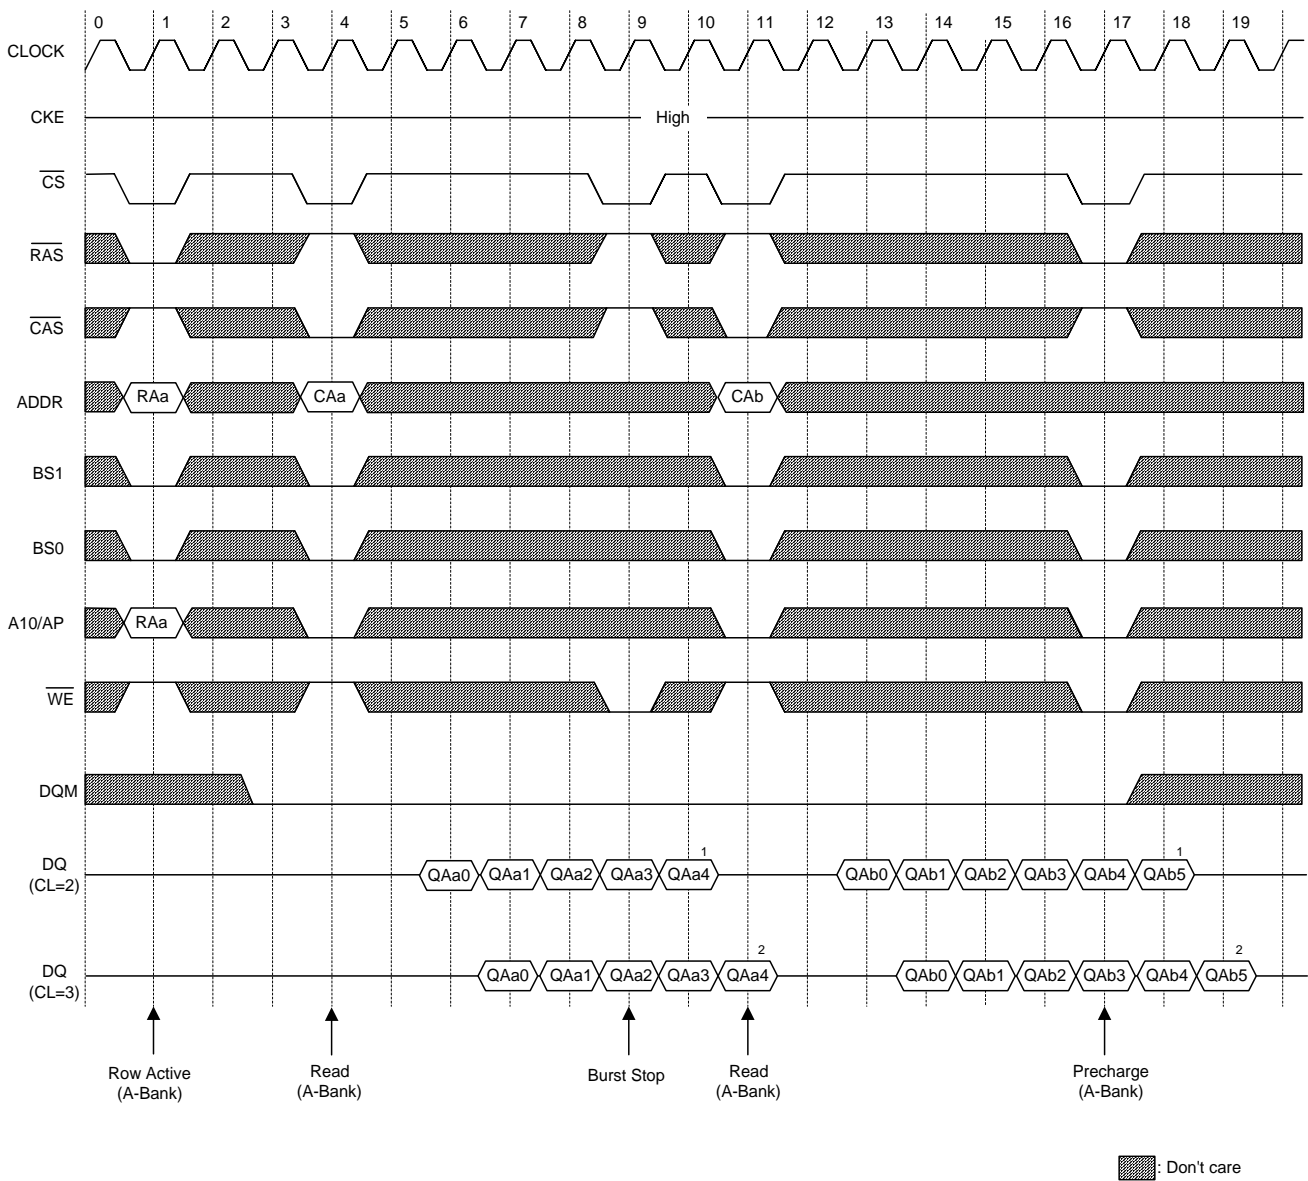 0 1 2 3 4 5 6 7 8 9 10 11 12 13 14 15 16 17 18 19
CLOCK
CKE High
CS
RAS
CAS
ADDR RAa CAa CAb
BS1
BS0
A10/AP RAa
WE
DQM
1 1
DQ
(CL=2)
QAa0 QAa1 QAa2 QAa3 QAa4 QAb0 QAb1 QAb2 QAb3 QAb4 QAb5
2 2
DQ
(CL=3)
QAa0 QAa1 QAa2 QAa3 QAa4 QAb0 QAb1 QAb2 QAb3 QAb4 QAb5
Row Active
(A-Bank)
Read
(A-Bank)
Burst Stop
Read
(A-Bank)
Precharge
(A-Bank)
: Don't care